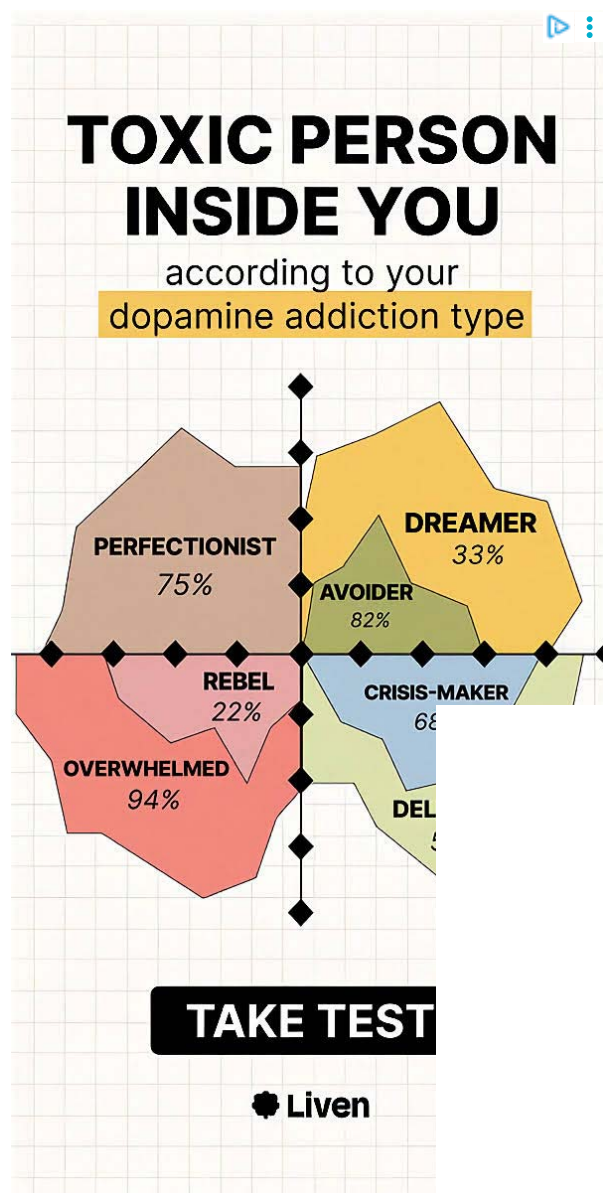 TOXIC PERSON
INSIDE YOU
according to your
dopamine addiction type
PERFECTIONIST
75%
DREAMER
33%
AVOIDER
82%
REBEL
22%
CRISIS-MAKER
OVERWHELMED
94%
TAKE TEST
Liven